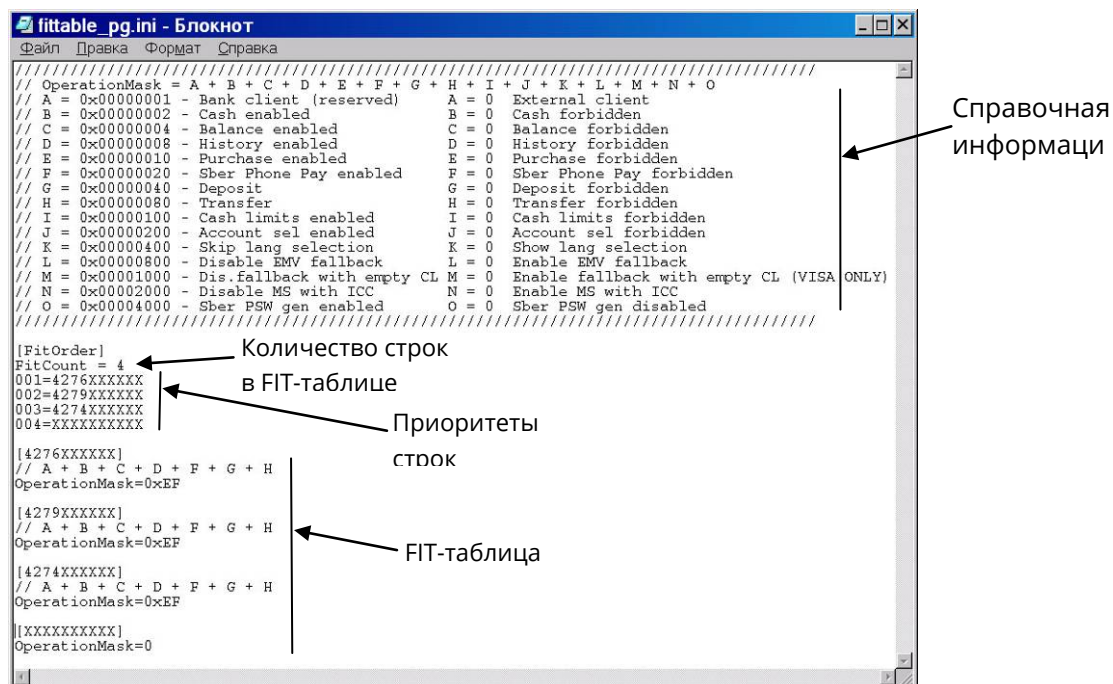 fittable_pg.ini - Блокнот
Файл Правка Формат Справка
////////////////////////////////////////////////////////////////////////////////////////
// OperationMask = A + B + C + D + E + F + G + H + I + J + K + L + M + N + O
// A = 0x00000001 - Bank client (reserved) A = 0 External client
// B = 0x00000002 - Cash enabled B = 0 Cash forbidden
// C = 0x00000004 - Balance enabled C = 0 Balance forbidden
// D = 0x00000008 - History enabled D = 0 History forbidden
// E = 0x00000010 - Purchase enabled E = 0 Purchase forbidden
// F = 0x00000020 - Sber Phone Pay enabled F = 0 Sber Phone Pay forbidden
// G = 0x00000040 - Deposit G = 0 Deposit forbidden
// H = 0x00000080 - Transfer H = 0 Transfer forbidden
// I = 0x00000100 - Cash limits enabled I = 0 Cash limits forbidden
// J = 0x00000200 - Account sel enabled J = 0 Account sel forbidden
// K = 0x00000400 - Skip lang selection K = 0 Show lang selection
// L = 0x00000800 - Disable EMV fallback L = 0 Enable EMV fallback
// M = 0x00001000 - Dis.fallback with empty CL M = 0 Enable fallback with empty CL (VISA ONLY)
// N = 0x00002000 - Disable MS with ICC N = 0 Enable MS with ICC
// O = 0x00004000 - Sber PSW gen enabled O = 0 Sber PSW gen disabled
////////////////////////////////////////////////////////////////////////////////////////
Справочная
информаци
[FitOrder]
FitCount = 4
001=4276XXXXXX
002=4279XXXXXX
003=4274XXXXXX
004=XXXXXXXXXX
Количество строк
в FIT-таблице
Приоритеты
строк
[4276XXXXXX]
// A + B + C + D + F + G + H
OperationMask=0xEF
[4279XXXXXX]
// A + B + C + D + F + G + H
OperationMask=0xEF
[4274XXXXXX]
// A + B + C + D + F + G + H
OperationMask=0xEF
[XXXXXXXXXX]
OperationMask=0
FIT-таблица